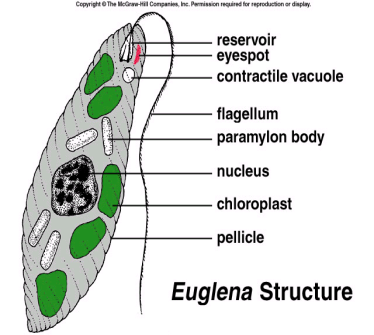 Copyright © The McGraw-Hill Companies, Inc. Permission required for reproduction or display.
reservoir
eyespot
contractile vacuole
flagellum
paramylon body
nucleus
chloroplast
pellicle
Euglena Structure